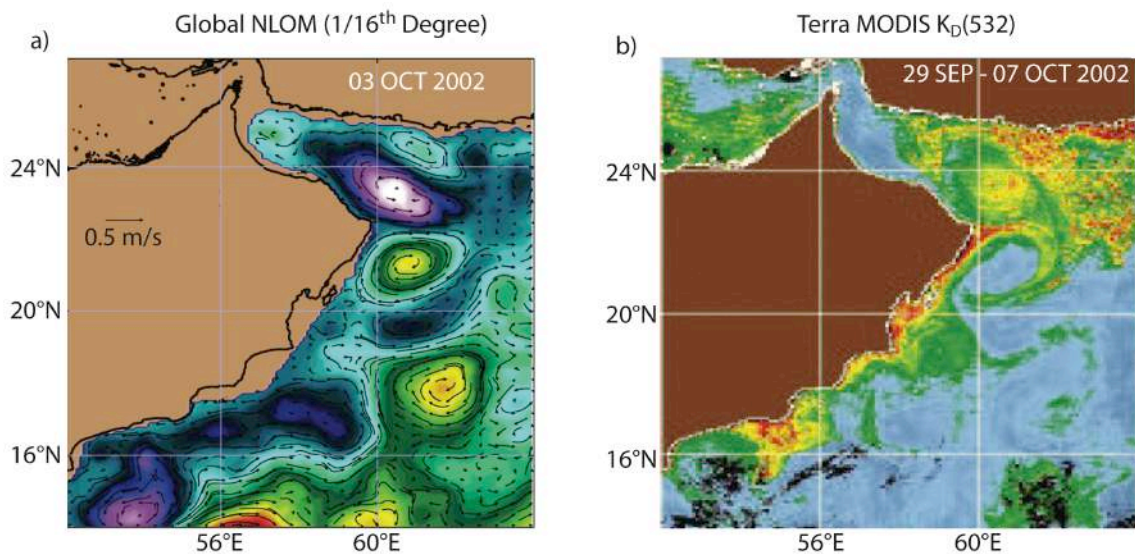 Global NLOM (1/16th Degree)
a)
03 OCT 2002
24°N
0.5 m/s
20°N
16°N
56°E
60°E
Terra MODIS KD(532)
b)
29 SEP - 07 OCT 2002
24°N
20°N
16°N
56°E
60°E